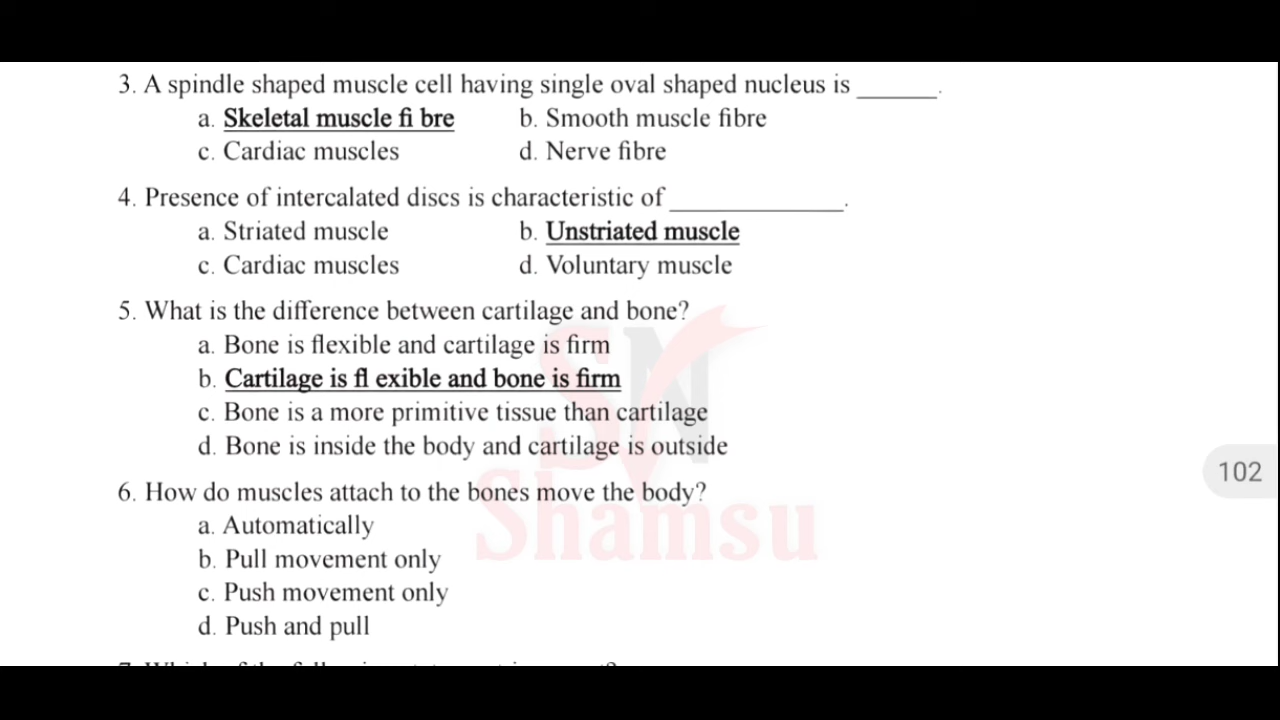 3. A spindle shaped muscle cell having single oval shaped nucleus is ______.
a. Skeletal muscle fi bre b. Smooth muscle fibre
c. Cardiac muscles d. Nerve fibre
4. Presence of intercalated discs is characteristic of _____________.
a. Striated muscle b. Unstriated muscle
c. Cardiac muscles d. Voluntary muscle
5. What is the difference between cartilage and bone?
a. Bone is flexible and cartilage is firm
b. Cartilage is fl exible and bone is firm
c. Bone is a more primitive tissue than cartilage
d. Bone is inside the body and cartilage is outside
102
6. How do muscles attach to the bones move the body?
a. Automatically
b. Pull movement only
c. Push movement only
d. Push and pull
SN
Shamsu